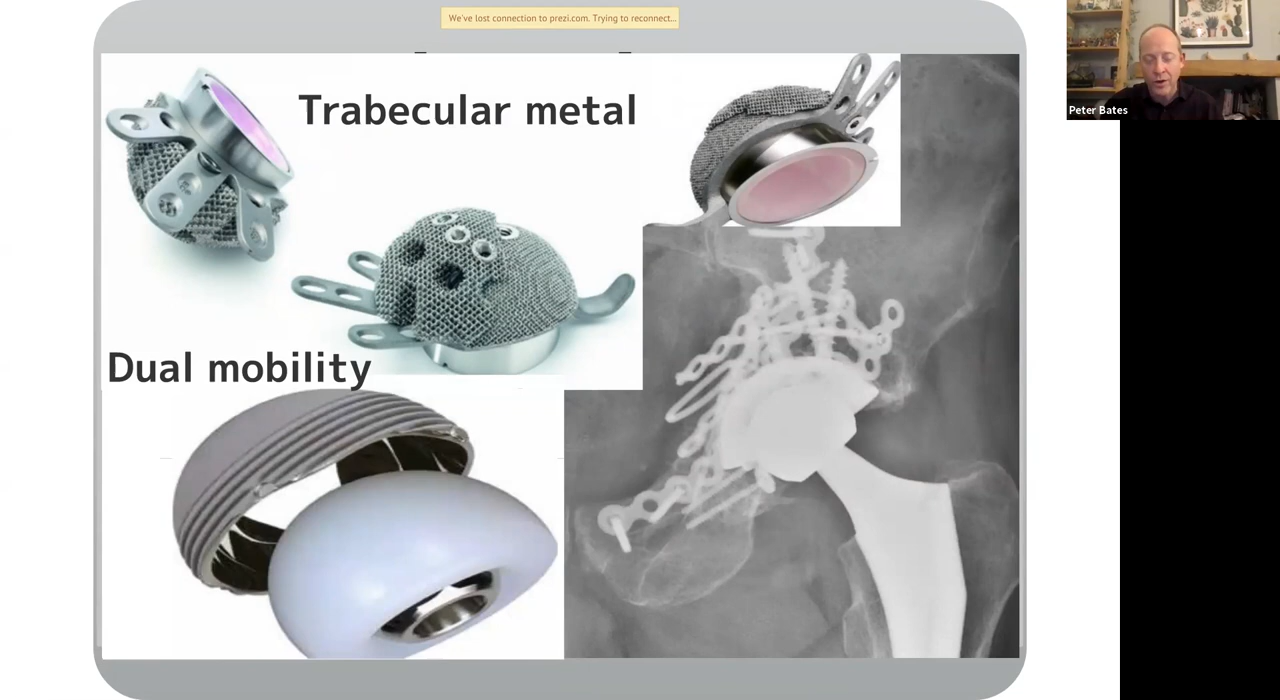 We've lost connection to prezi.com. Trying to reconnect...
Trabecular metal
Peter Bates
Dual mobility